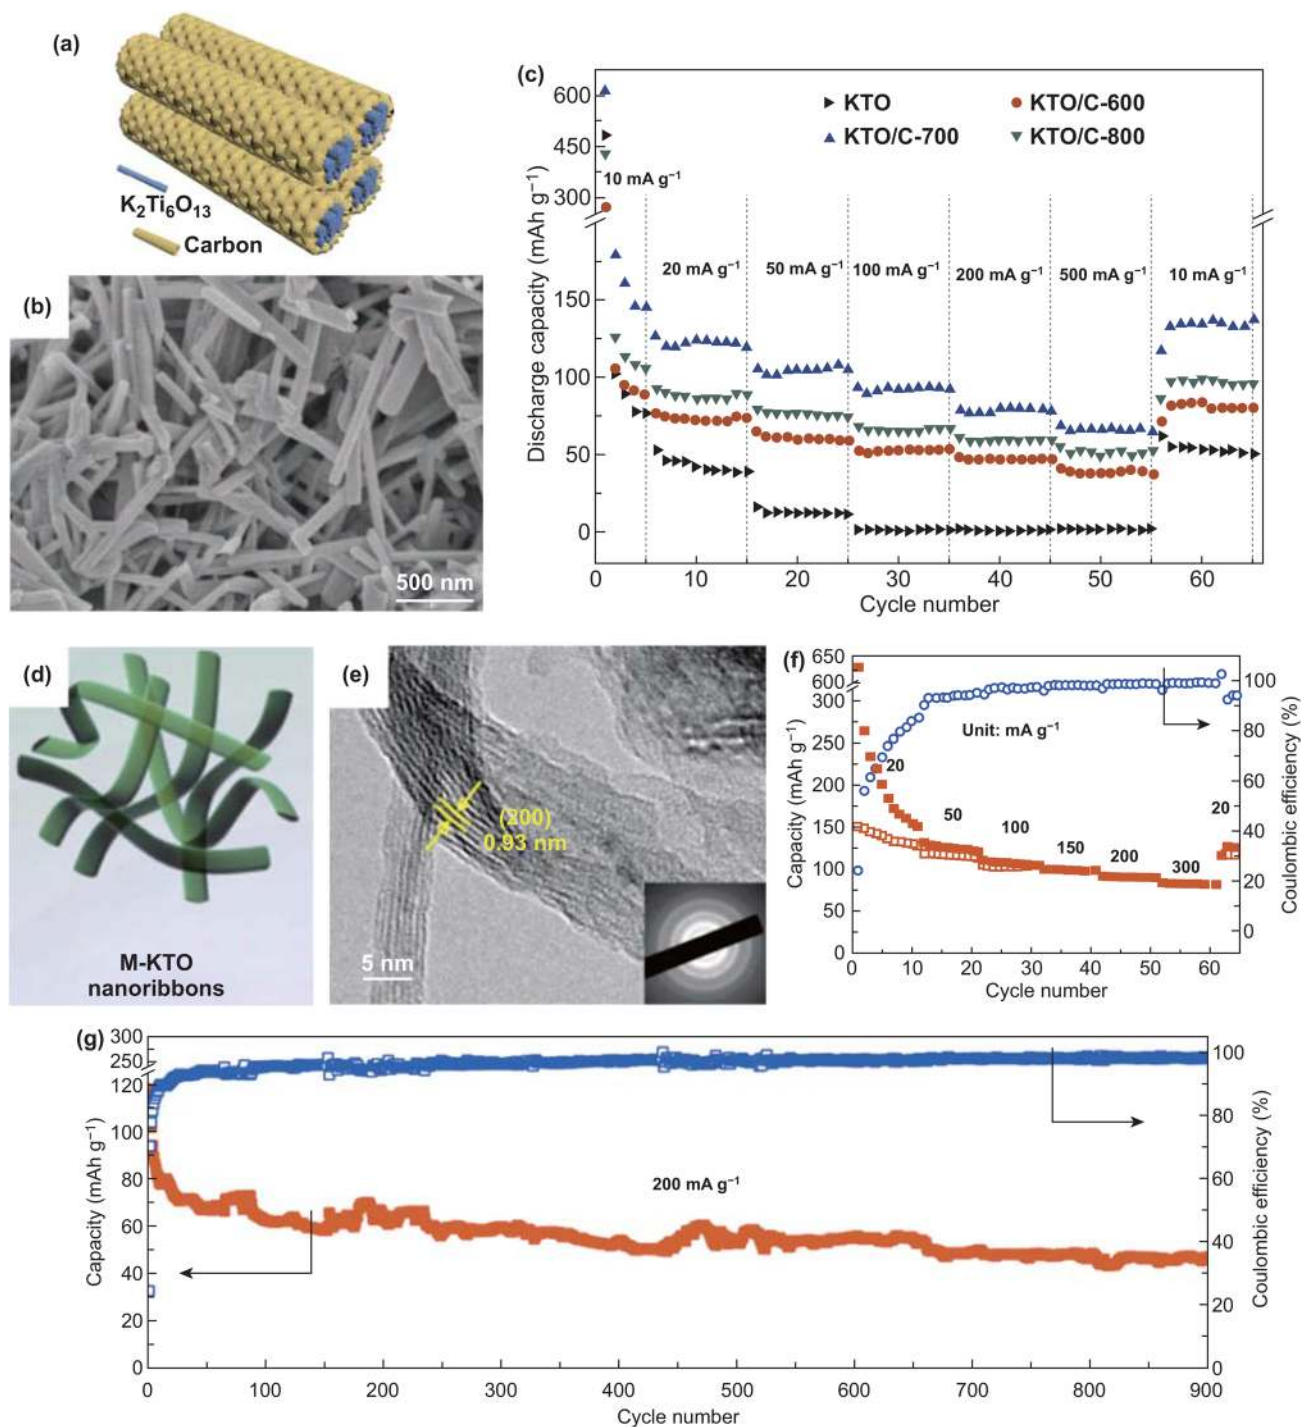 (a)
K₂Ti₆O₁₃
Carbon
(b)
500 nm
(c)
Discharge capacity (mAh g⁻¹)
600
450
300
150
100
50
0
KTO
KTO/C-600
KTO/C-700
KTO/C-800
10 mA g⁻¹
20 mA g⁻¹
50 mA g⁻¹
100 mA g⁻¹
200 mA g⁻¹
500 mA g⁻¹
10 mA g⁻¹
0 10 20 30 40 50 60
Cycle number
(d)
M-KTO
nanoribbons
(e)
(200)
0.93 nm
5 nm
(f)
Capacity (mAh g⁻¹)
650
600
300
250
200
150
100
50
0
Unit: mA g⁻¹
20
50
100
150
200
300
20
100
80
60
40
20
0
Coulombic efficiency (%)
0 10 20 30 40 50 60
Cycle number
(g)
Capacity (mAh g⁻¹)
300
250
120
100
80
60
40
20
0
200 mA g⁻¹
100
80
60
40
20
0
Coulombic efficiency (%)
0 100 200 300 400 500 600 700 800 900
Cycle number